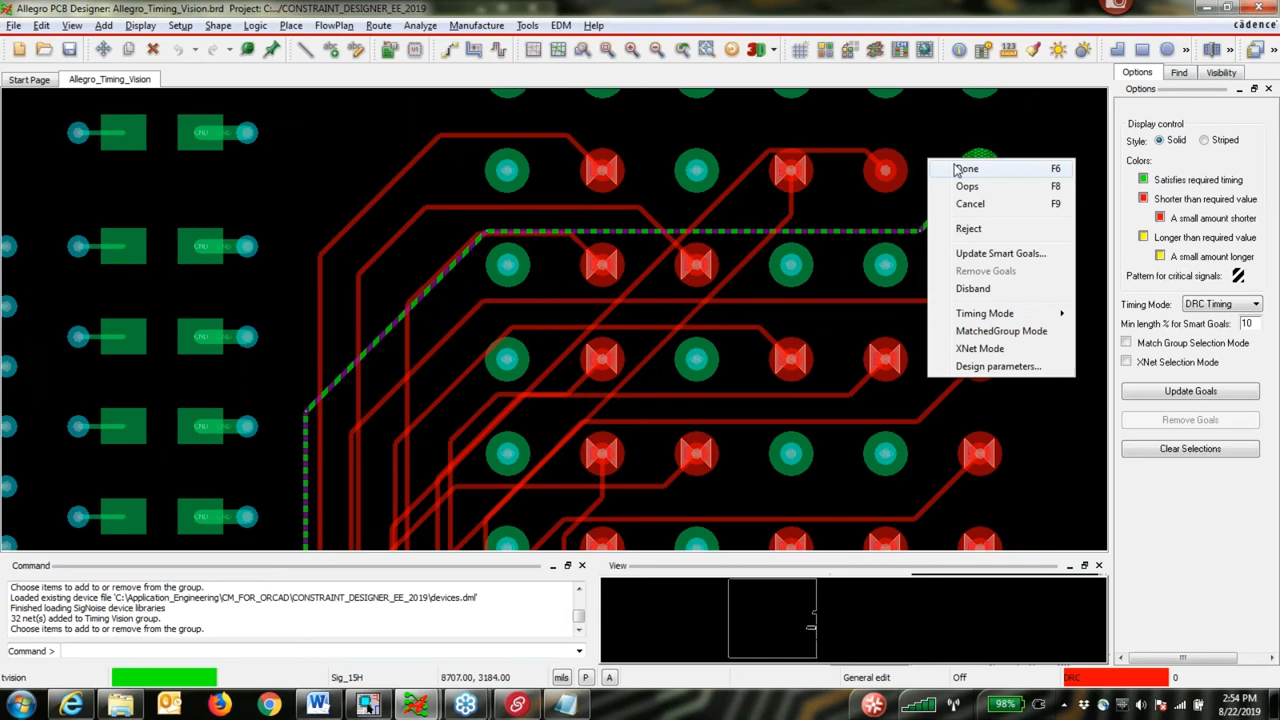 Allegro PCB Designer: Allegro_Timing_Vision.brd Project: C:.../CONSTRAINT_DESIGNER_EE_2019
File Edit View Add Display Setup Shape Logic Place FlowPlan Route Analyze Manufacture Tools EDM Help
cādence
3D
Start Page
Allegro_Timing_Vision
Options Find Visibility
Options
Display control
Style: Solid Striped
Colors:
Satisfies required timing
Shorter than required value
A small amount shorter
Longer than required value
A small amount longer
Pattern for critical signals:
Timing Mode: DRC Timing
Min length % for Smart Goals: 10
Match Group Selection Mode
XNet Selection Mode
Update Goals
Remove Goals
Clear Selections
GND
GND
GND
GND
GND
Done F6
Oops F8
Cancel F9
Reject
Update Smart Goals...
Remove Goals
Disband
Timing Mode
MatchedGroup Mode
XNet Mode
Design parameters...
Command
Choose items to add to or remove from the group.
Loaded existing device file 'C:\Application_Engineering\CM_FOR_ORCAD\CONSTRAINT_DESIGNER_EE_2019\devices.dml'
Finished loading SigNoise device libraries
32 net(s) added to Timing Vision group.
Choose items to add to or remove from the group.
Command >
View
tvision
Sig_15H
8707.00, 3184.00
mils P A
General edit
Off
DRC
0
98%
2:54 PM
8/22/2019